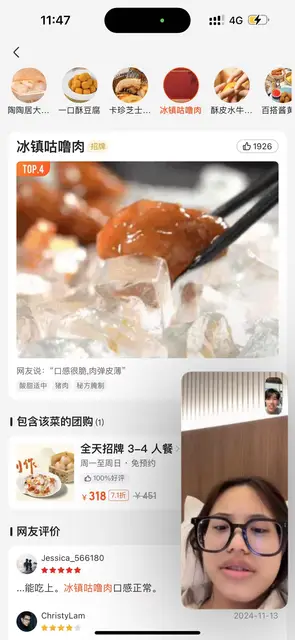 11:47
4G
陶陶居大...
一口酥豆腐
卡珍芝士...
冰镇咕噜肉
酥皮水牛...
百搭酱黄
冰镇咕噜肉 招牌
1926
TOP.4
网友说：“口感很脆,肉弹皮薄”
酸甜适中 猪肉 秘方腌制
包含该菜的团购(1)
全天招牌 3-4 人餐
周一至周日 · 免预约
100%好评
¥318 7.1折 ¥451
网友评价
Jessica_566180
...能吃上。冰镇咕噜肉口感正常。
ChristyLam
2024-11-13